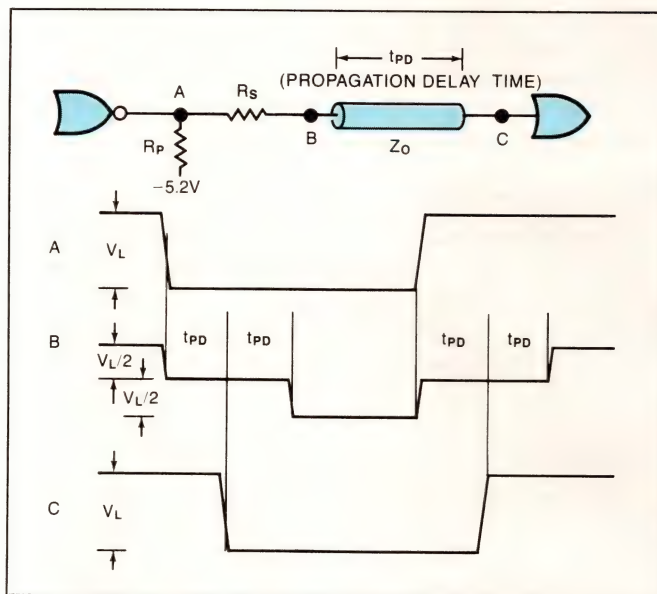 tPD
(PROPAGATION DELAY TIME)
A
RS
B
C
RP
ZO
−5.2V
A
VL
B
tPD
tPD
tPD
tPD
VL/2
VL/2
C
VL